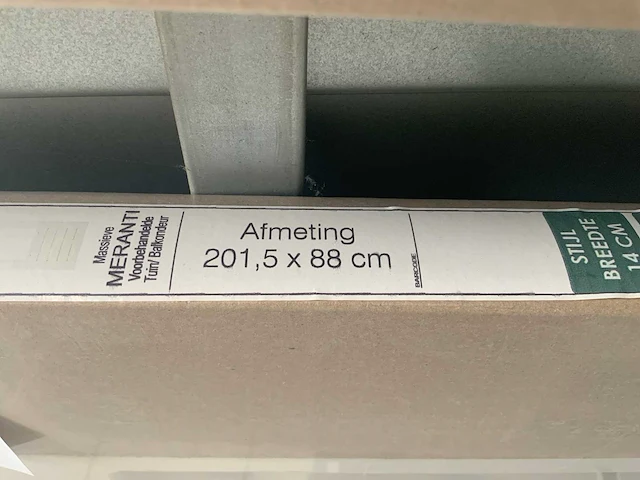 Massieve
MERANTI
Voorbehandelde
Tuin/ Balkondeur
Afmeting
201,5 x 88 cm
BARCODE
STIJL
BREEDTE
14 CM